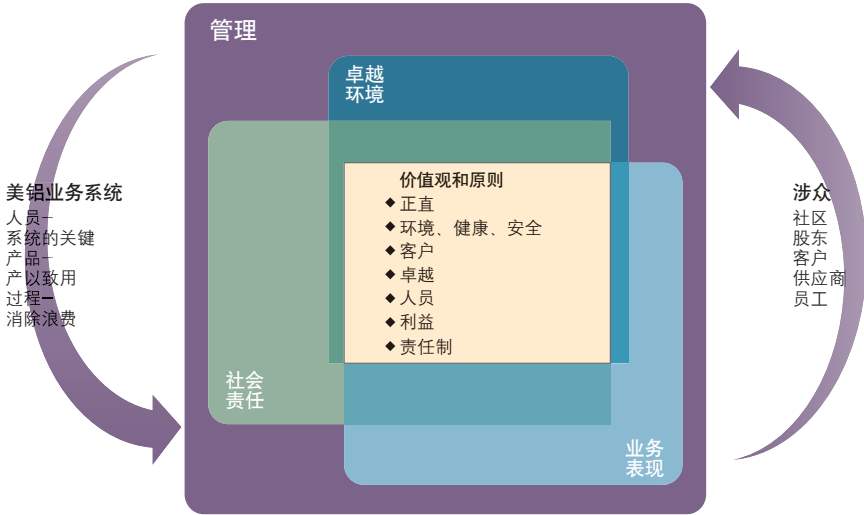 管理
卓越
环境
价值观和原则
◆正直
◆环境、健康、安全
◆客户
◆卓越
◆人员
◆利益
◆责任制
社会
责任
业务
表现
美铝业务系统
人员一
系统的关键
产品一
产以致用
过程一
消除浪费
涉众
社区
股东
客户
供应商
员工